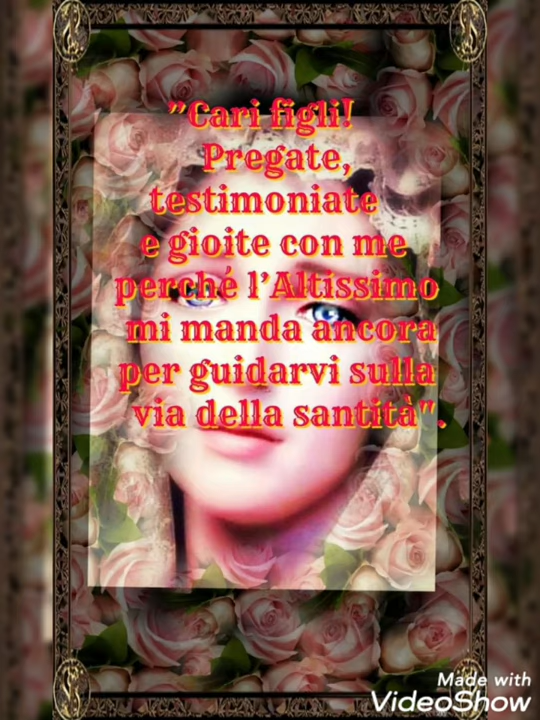 "Cari figli!
Pregate,
testimoniate
e gioite con me
perché l'Altissimo
mi manda ancora
per guidarvi sulla
via della santità".
Made with
VideoShow